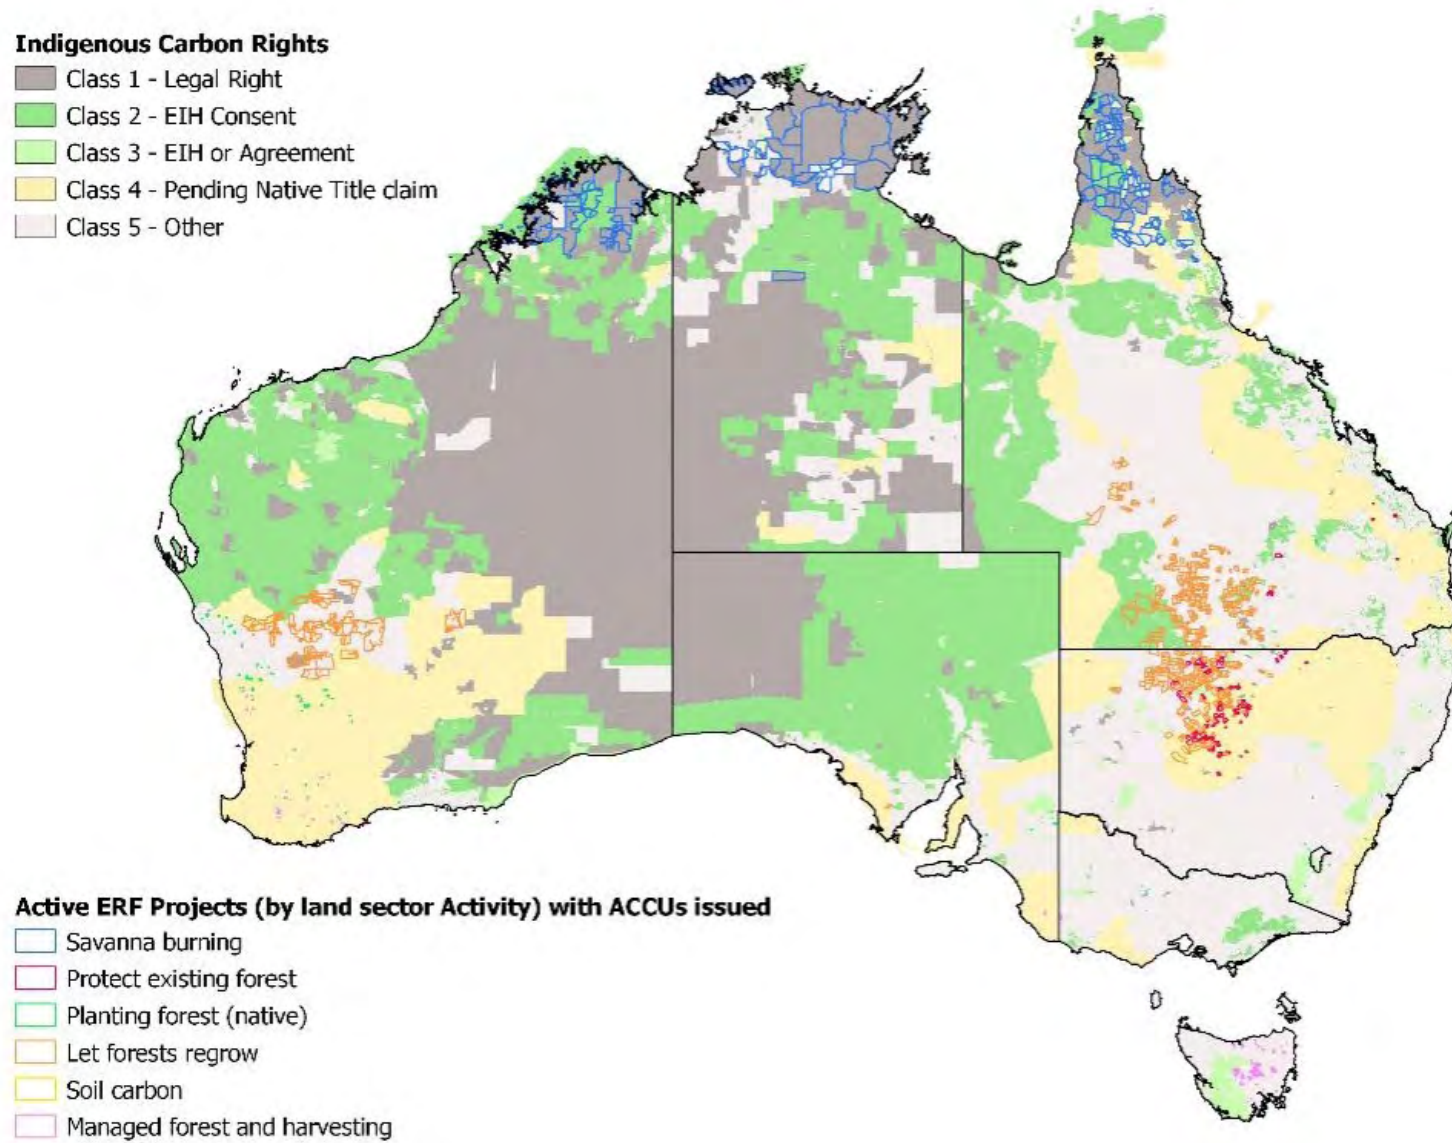 Indigenous Carbon Rights
Class 1 - Legal Right
Class 2 - EIH Consent
Class 3 - EIH or Agreement
Class 4 - Pending Native Title claim
Class 5 - Other
Active ERF Projects (by land sector Activity) with ACCUs issued
Savanna burning
Protect existing forest
Planting forest (native)
Let forests regrow
Soil carbon
Managed forest and harvesting